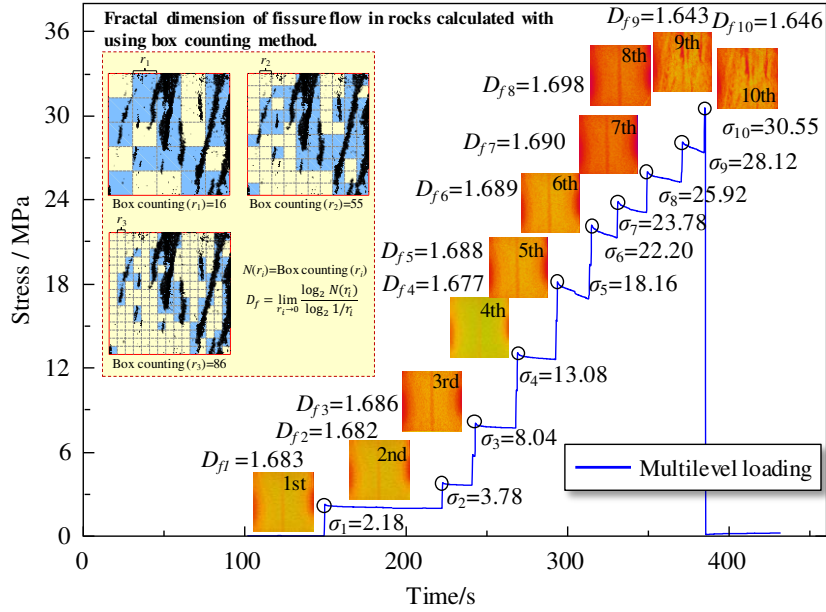 Fractal dimension of fissure flow in rocks calculated with
using box counting method.
r1
r2
Box counting (r1)=16
Box counting (r2)=55
r3
N(ri)=Box counting (ri)
Df = lim ri→0 log2 N(ri) / log2 1/ri
Box counting (r3)=86
Df9=1.643
Df10=1.646
8th
9th
10th
Df8=1.698
7th
σ10=30.55
Df7=1.690
σ9=28.12
6th
σ8=25.92
Df6=1.689
σ7=23.78
5th
σ6=22.20
Df5=1.688
σ5=18.16
Df4=1.677
4th
σ4=13.08
3rd
Df3=1.686
σ3=8.04
Df2=1.682
2nd
Df1=1.683
σ2=3.78
1st
σ1=2.18
Multilevel loading
36
30
24
18
12
6
0
Stress / MPa
0
100
200
300
400
Time/s